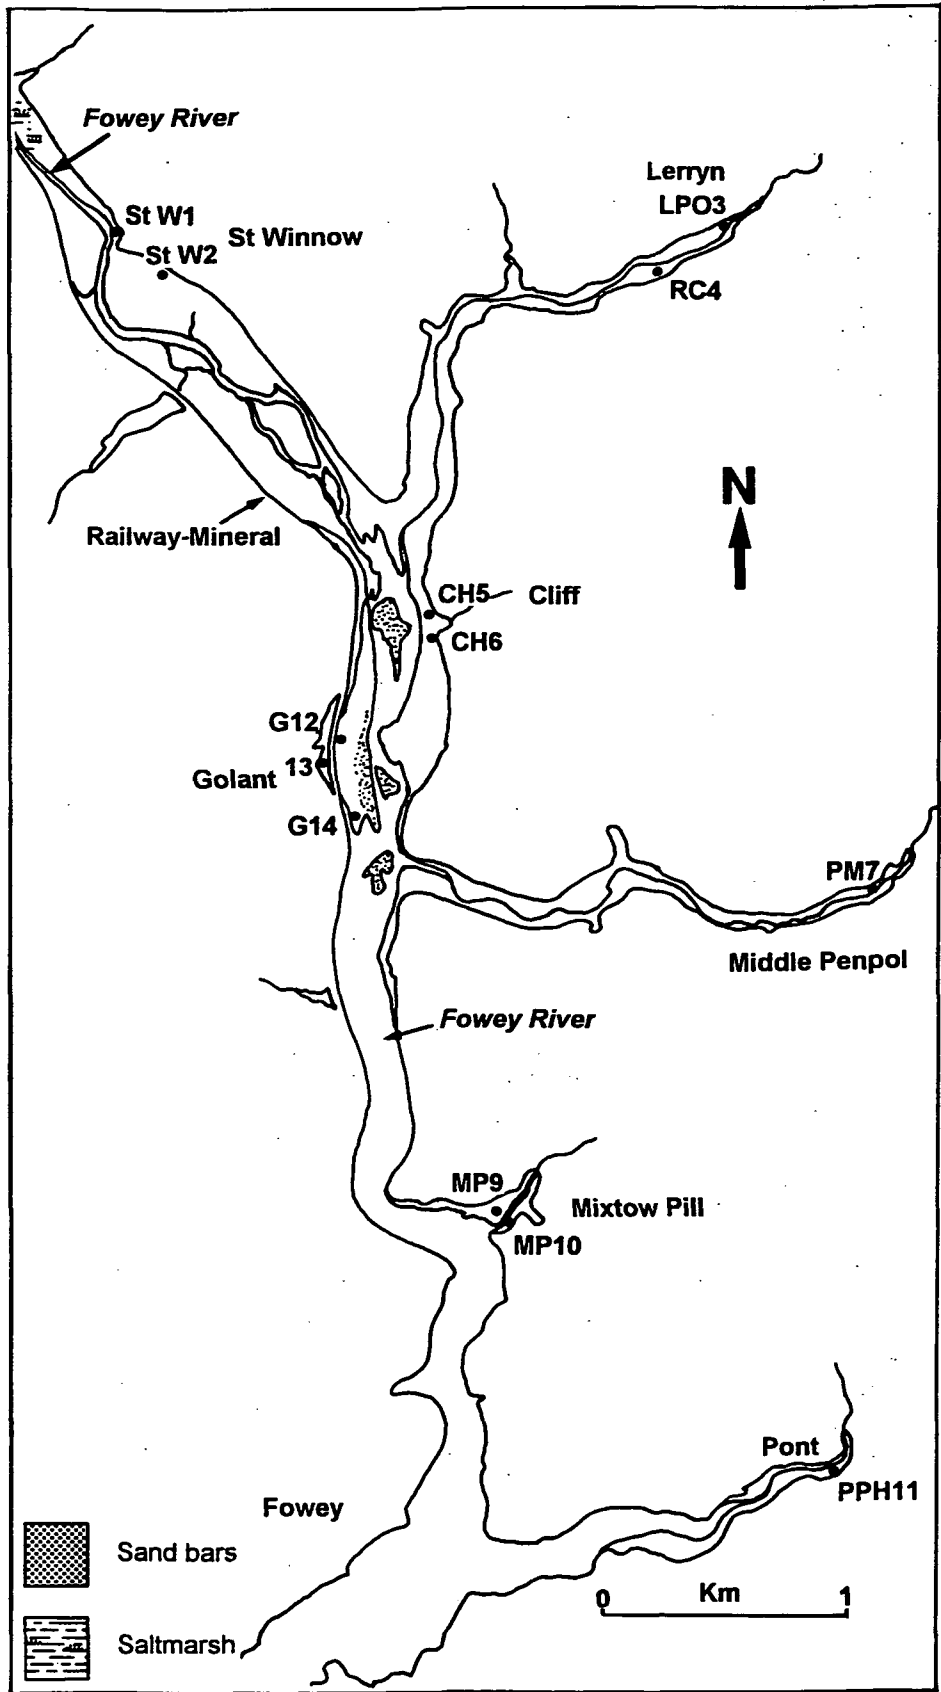 Fowey River
Lerryn
LPO3
St W1
St Winnow
St W2
RC4
N
Railway-Mineral
CH5
Cliff
CH6
G12
13
Golant
G14
PM7
Middle Penpol
Fowey River
MP9
Mixtow Pill
MP10
Pont
PPH11
Fowey
Sand bars
0 Km 1
Saltmarsh